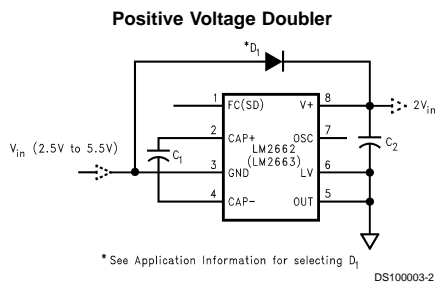 Positive Voltage Doubler
*D1
1 FC(SD) V+ 8
2Vin
2 CAP+ OSC 7
LM2662
(LM2663)
C1
C2
Vin (2.5V to 5.5V)
3 GND LV 6
4 CAP- OUT 5
*See Application Information for selecting D1
DS100003-2